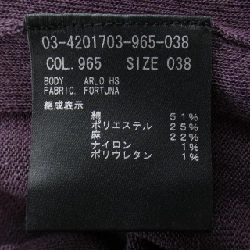 03-4201703-965-038
COL. 965 SIZE 038
BODY ARLO HS
FABRIC. FORTUNA
組成表示
綿 51%
ポリエステル 25%
麻 22%
ナイロン 1%
ポリウレタン 1%